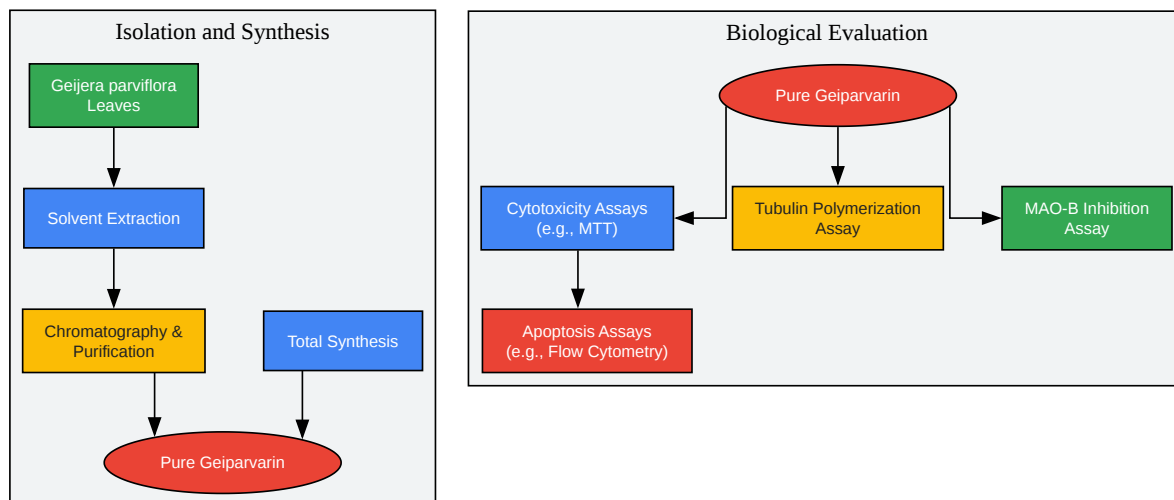 Isolation and Synthesis
Geijera parviflora
Leaves
Solvent Extraction
Chromatography &
Purification
Total Synthesis
Pure Geiparvarin
Biological Evaluation
Pure Geiparvarin
Cytotoxicity Assays
(e.g., MTT)
Tubulin Polymerization
Assay
MAO-B Inhibition
Assay
Apoptosis Assays
(e.g., Flow Cytometry)